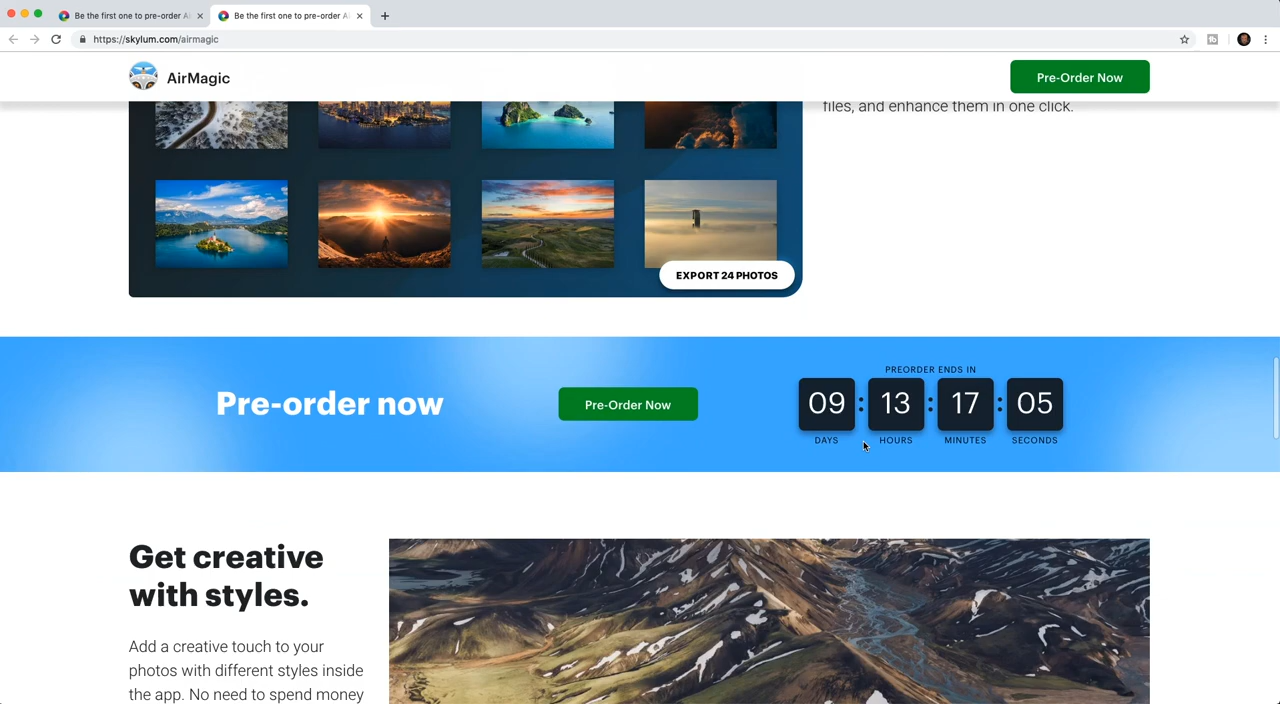 Be the first one to pre-order Ai
Be the first one to pre-order A
https://skylum.com/airmagic
AirMagic
Pre-Order Now
files, and enhance them in one click.
EXPORT 24 PHOTOS
Pre-order now
Pre-Order Now
PREORDER ENDS IN
09 : 13 : 17 : 05
DAYS HOURS MINUTES SECONDS
Get creative
with styles.
Add a creative touch to your
photos with different styles inside
the app. No need to spend money